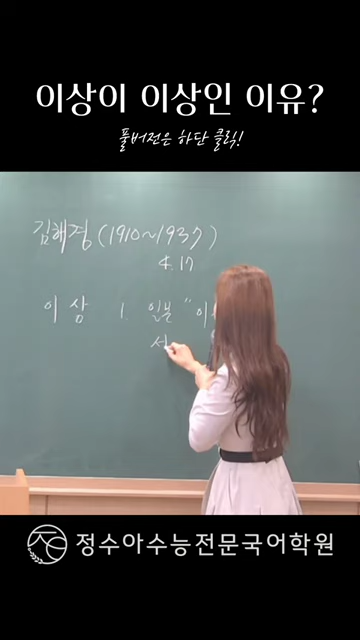 이상이 이상인 이유?
풀버전은 하단 클릭!
김해경 (1910~1937)
4.17
이상 1. 일본 "이
서
정수아수능전문국어학원